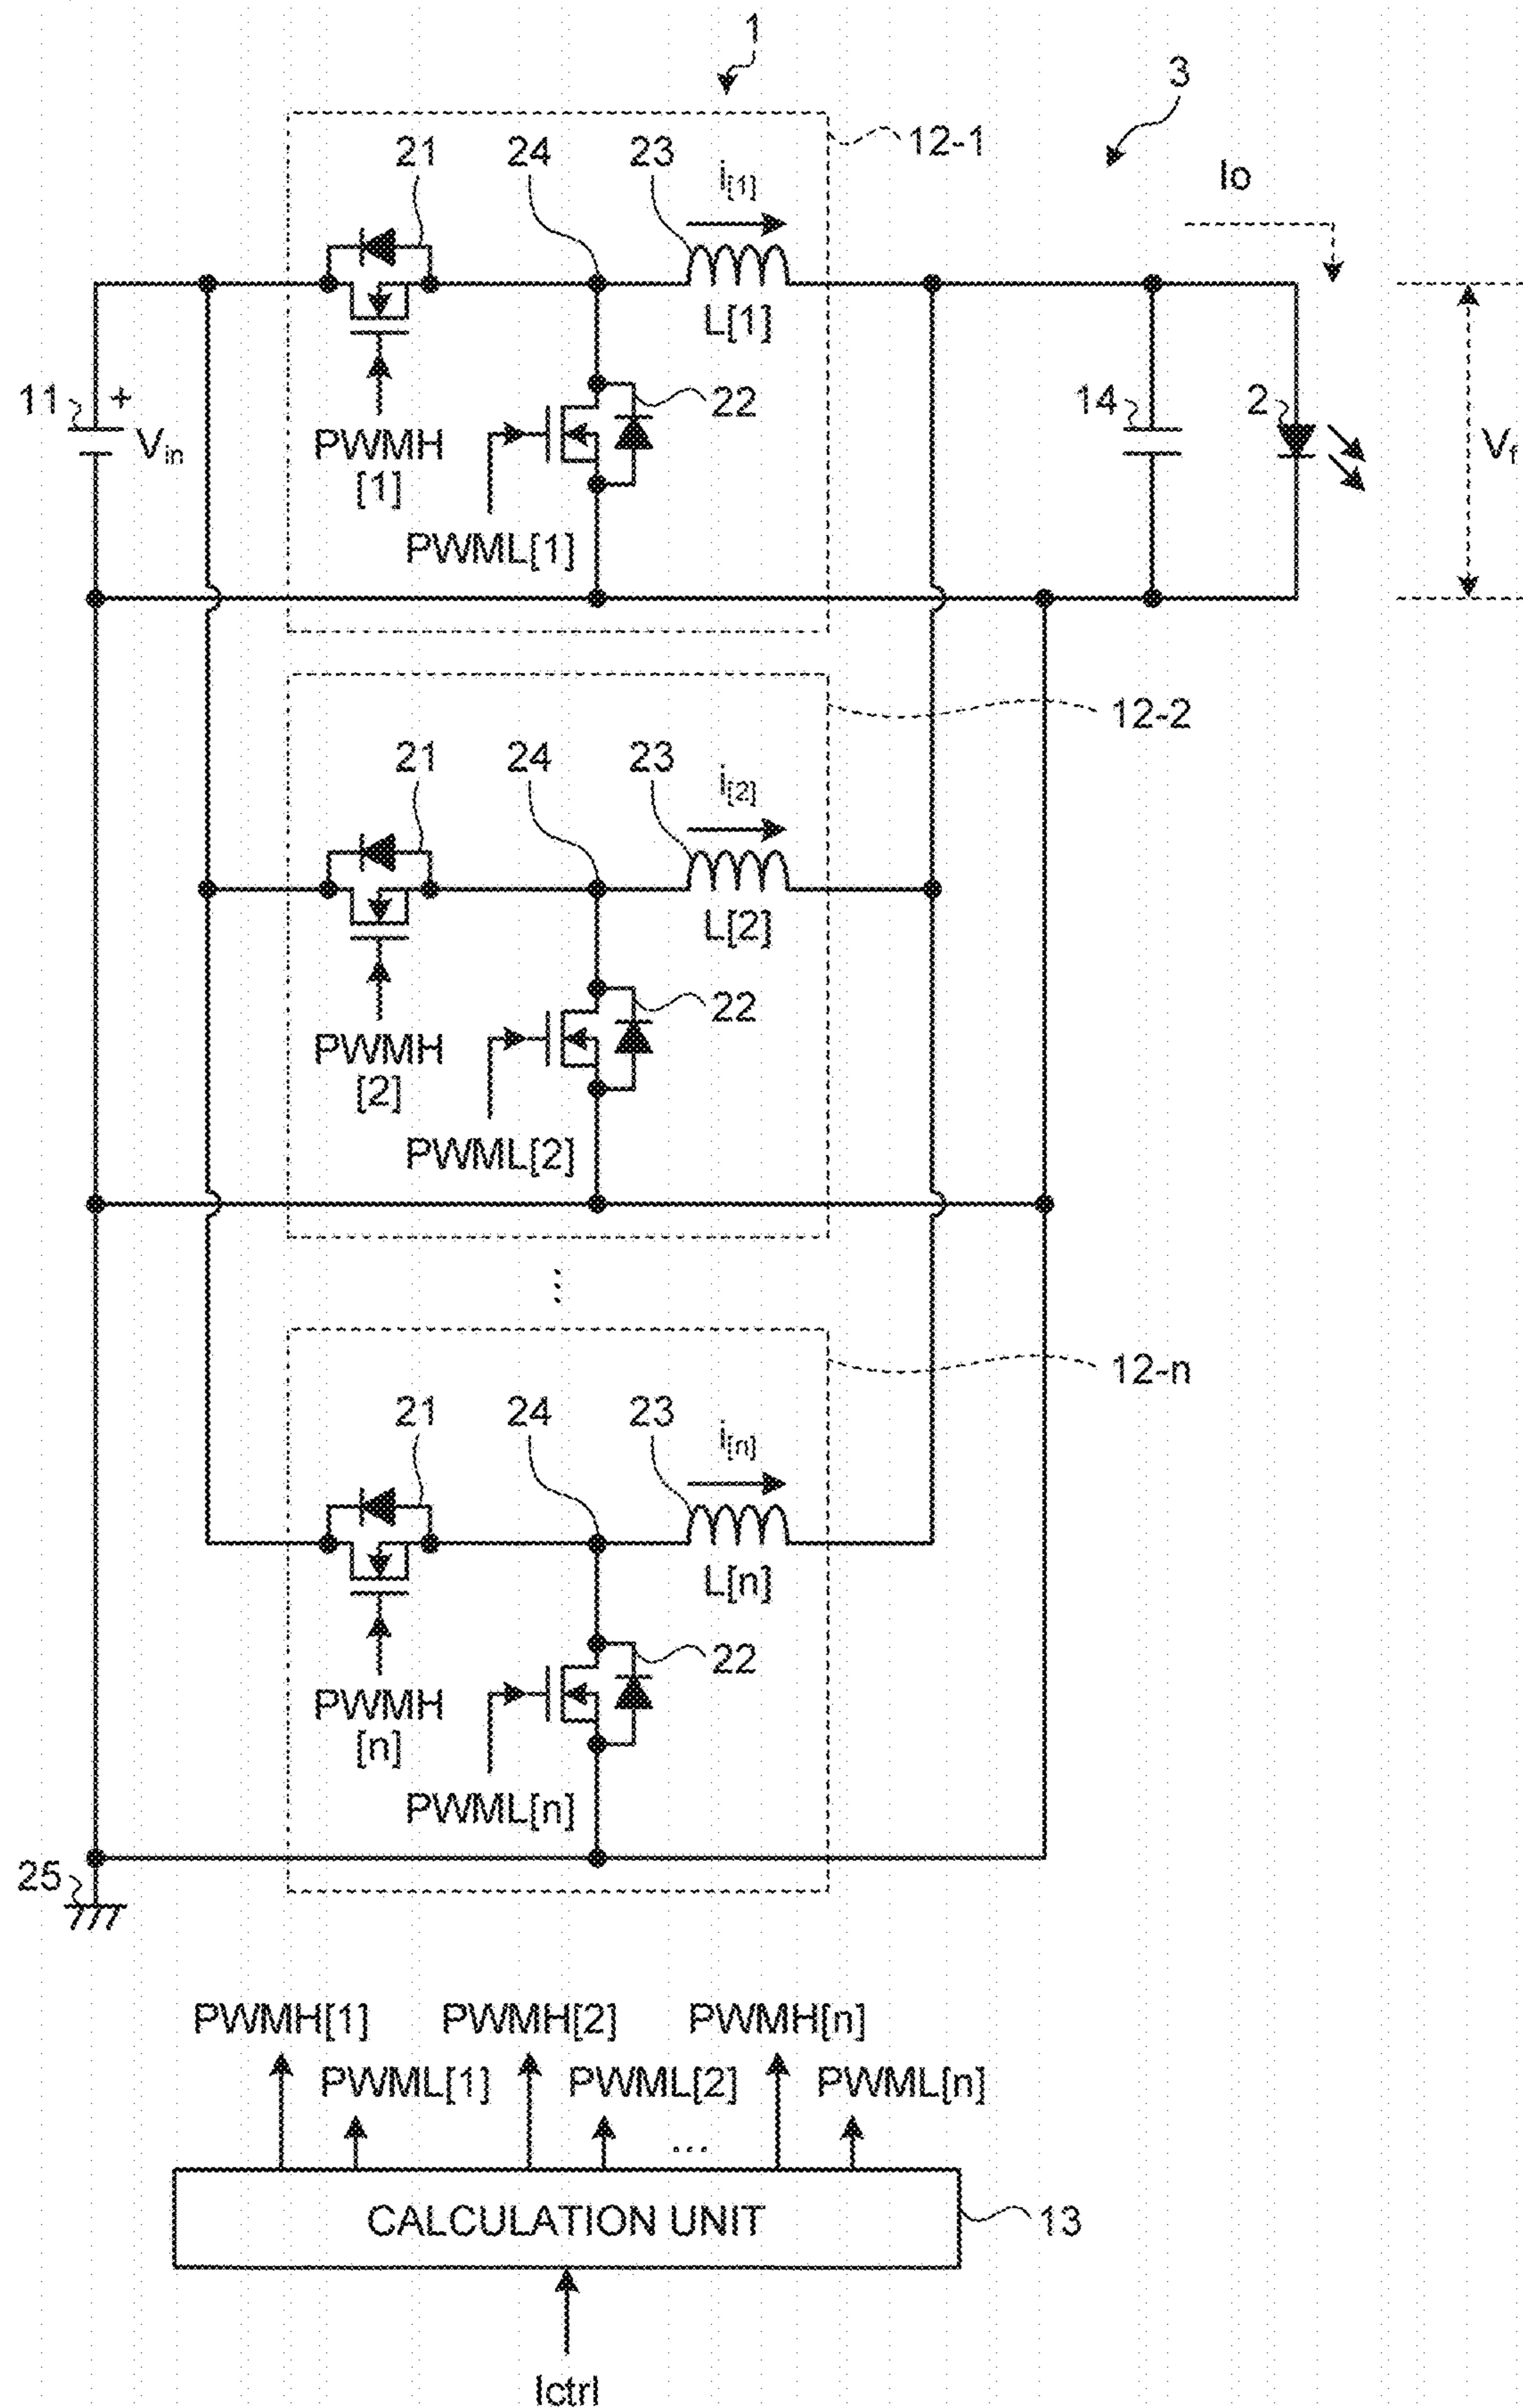 1
3
12-1
21 24 23 i[1] Io
L[1]
11 + Vin
22 14 2 Vf
PWMH
[1]
PWML[1]
12-2
21 24 23 i[2]
L[2]
22
PWMH
[2]
PWML[2]
⋮
12-n
21 24 23 i[n]
L[n]
22
PWMH
[n]
PWML[n]
25
PWMH[1] PWMH[2] PWMH[n]
PWML[1] PWML[2] ... PWML[n]
CALCULATION UNIT 13
Ictrl